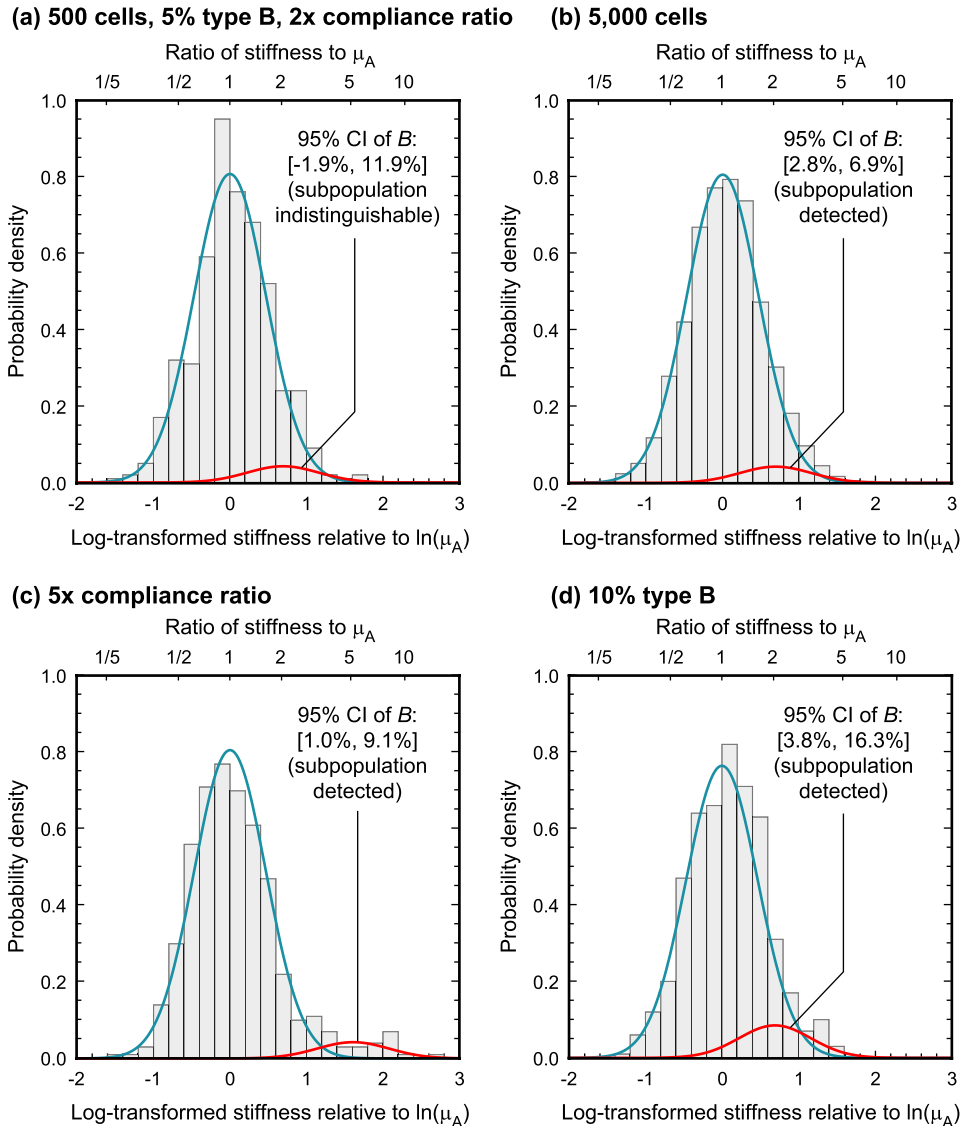 (a) 500 cells, 5% type B, 2x compliance ratio
Ratio of stiffness to μA
1/5 1/2 1 2 5 10
1.0
0.8
0.6
0.4
0.2
0.0
Probability density
95% CI of B:
[-1.9%, 11.9%]
(subpopulation
indistinguishable)
-2 -1 0 1 2 3
Log-transformed stiffness relative to ln(μA)
(b) 5,000 cells
Ratio of stiffness to μA
1/5 1/2 1 2 5 10
1.0
0.8
0.6
0.4
0.2
0.0
Probability density
95% CI of B:
[2.8%, 6.9%]
(subpopulation
detected)
-2 -1 0 1 2 3
Log-transformed stiffness relative to ln(μA)
(c) 5x compliance ratio
Ratio of stiffness to μA
1/5 1/2 1 2 5 10
1.0
0.8
0.6
0.4
0.2
0.0
Probability density
95% CI of B:
[1.0%, 9.1%]
(subpopulation
detected)
-2 -1 0 1 2 3
Log-transformed stiffness relative to ln(μA)
(d) 10% type B
Ratio of stiffness to μA
1/5 1/2 1 2 5 10
1.0
0.8
0.6
0.4
0.2
0.0
Probability density
95% CI of B:
[3.8%, 16.3%]
(subpopulation
detected)
-2 -1 0 1 2 3
Log-transformed stiffness relative to ln(μA)